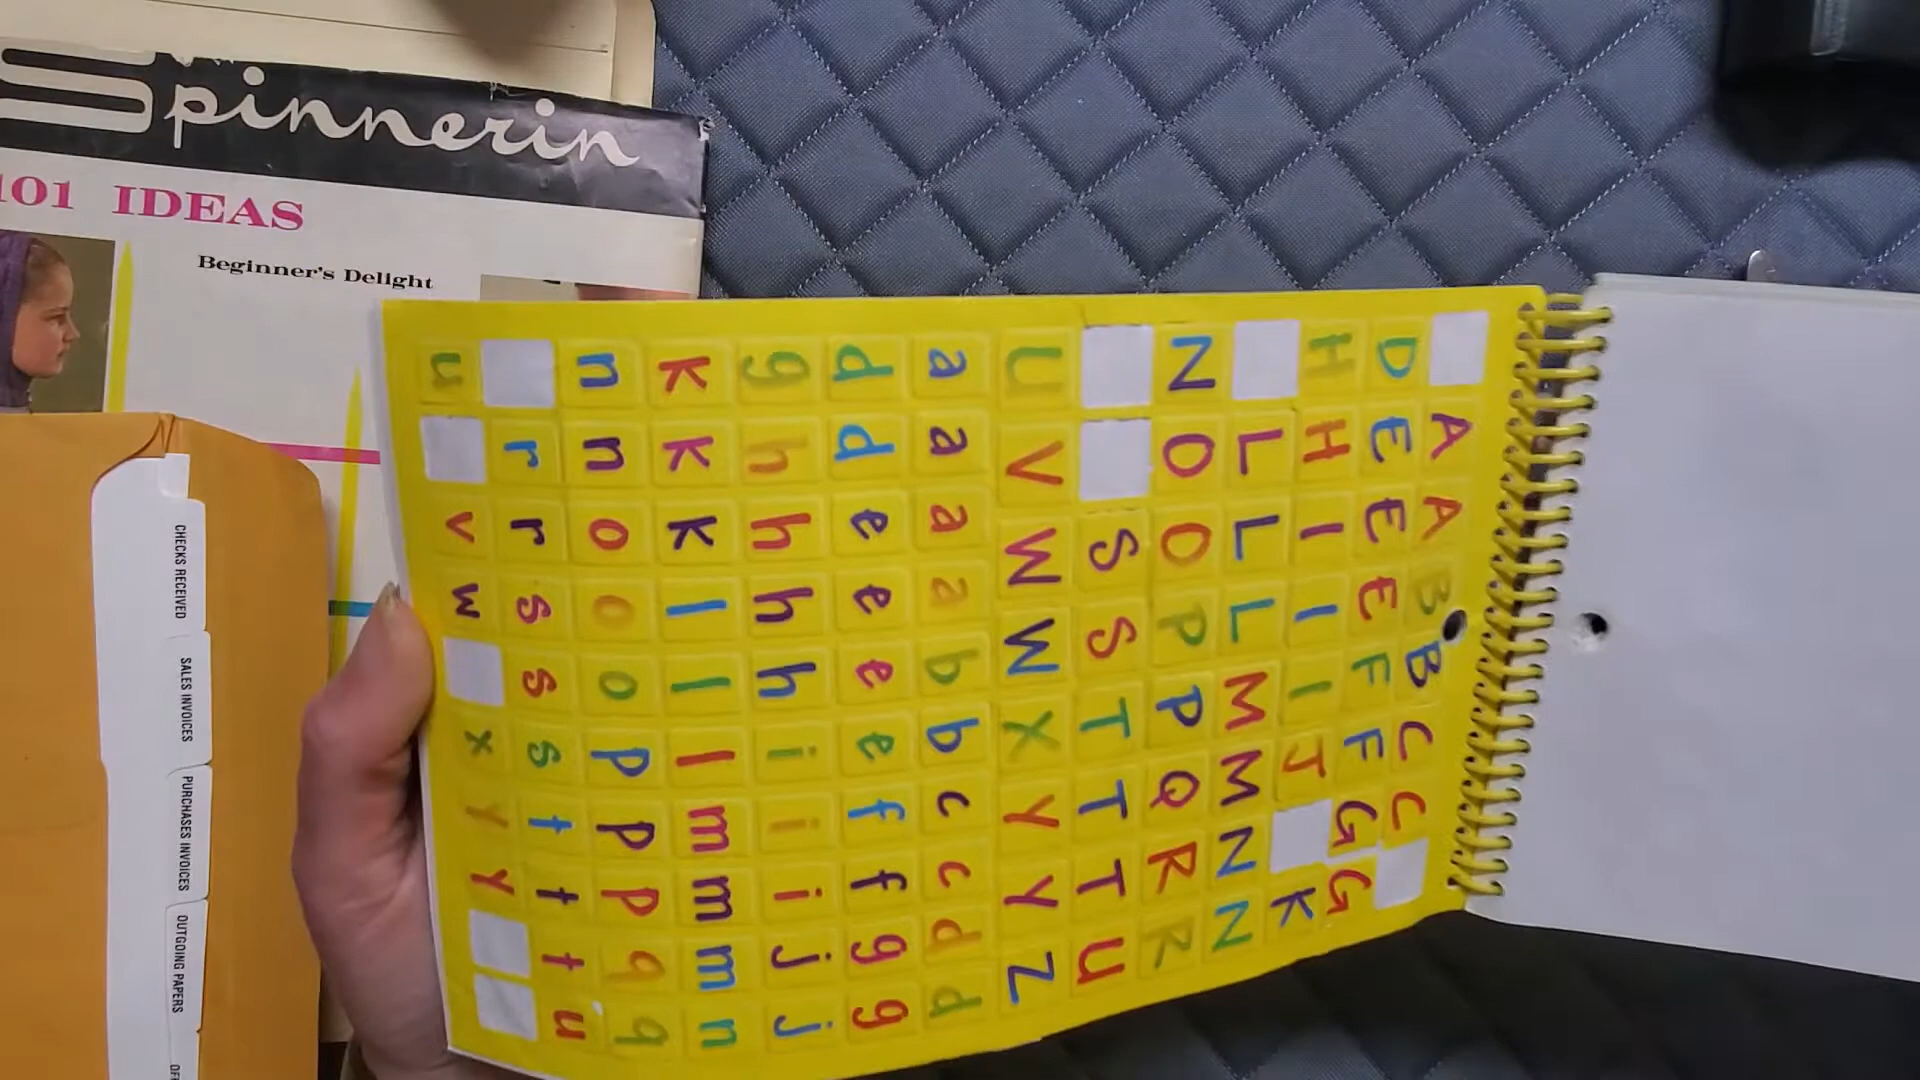 Spinnerin
101 IDEAS
Beginner's Delight
CHECKS RECEIVED
SALES INVOICES
PURCHASES INVOICES
OUTGOING PAPERS
A A B B C C
D E E E F F G G
H H I I I J K
L L L M M N N
N O O P P Q R R
S S T T T U
U V W W X Y Y Z
a a a a b b c c d d
d d e e e e f f g g
g h h h h i i i j j
k k k l l l m m m n
n n o o o p p p q q
r r s s s t t t u
u v w x y y